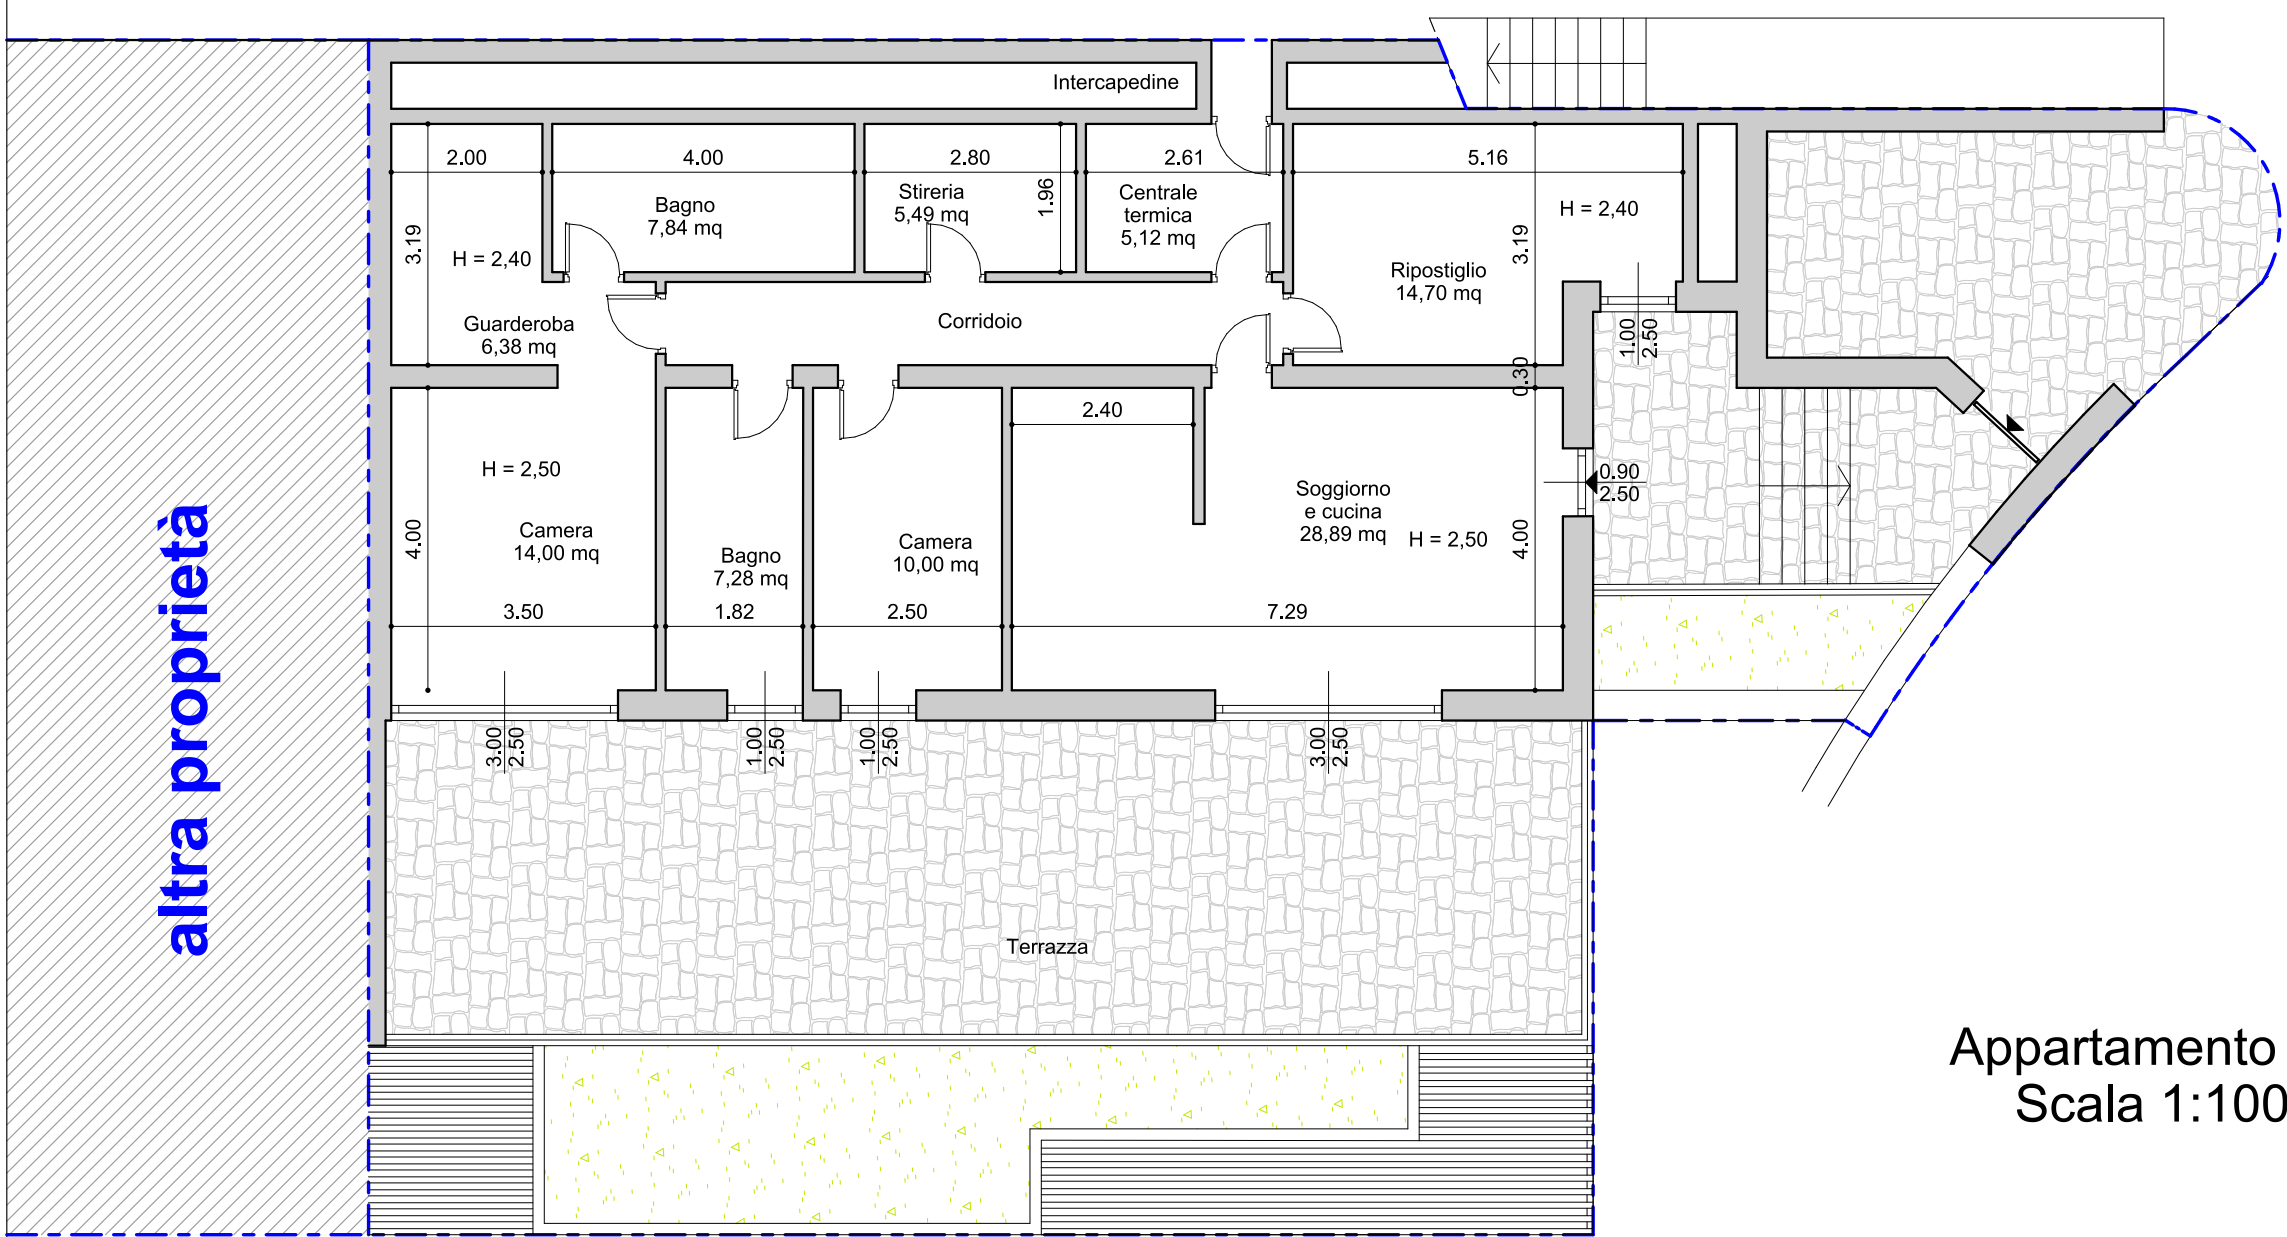 Intercapedine
2.00
4.00
2.80
2.61
5.16
Bagno
7,84 mq
Stireria
5,49 mq
1.96
Centrale
termica
5,12 mq
H = 2,40
3.19
H = 2,40
3.19
Ripostiglio
14,70 mq
Guarderoba
6,38 mq
Corridoio
1.00
2.50
0.30
2.40
H = 2,50
4.00
Camera
14,00 mq
Bagno
7,28 mq
Camera
10,00 mq
Soggiorno
e cucina
28,89 mq
H = 2,50
4.00
0.90
2.50
3.50
1.82
2.50
7.29
3.00
2.50
1.00
2.50
1.00
2.50
3.00
2.50
altra proprietà
Terrazza
Appartamento
Scala 1:100